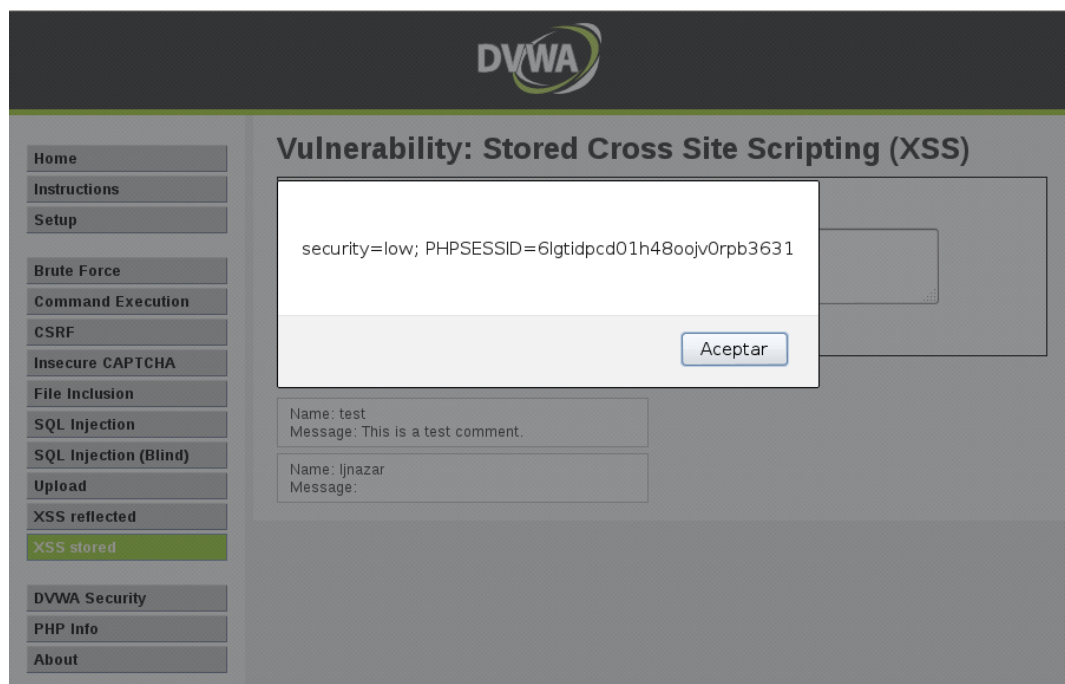 DVWA
Vulnerability: Stored Cross Site Scripting (XSS)
Home
Instructions
Setup
Brute Force
Command Execution
CSRF
Insecure CAPTCHA
File Inclusion
SQL Injection
SQL Injection (Blind)
Upload
XSS reflected
XSS stored
DVWA Security
PHP Info
About
security=low; PHPSESSID=6lgtidpcd01h48oojv0rpb3631
Aceptar
Name: test
Message: This is a test comment.
Name: ljnazar
Message: